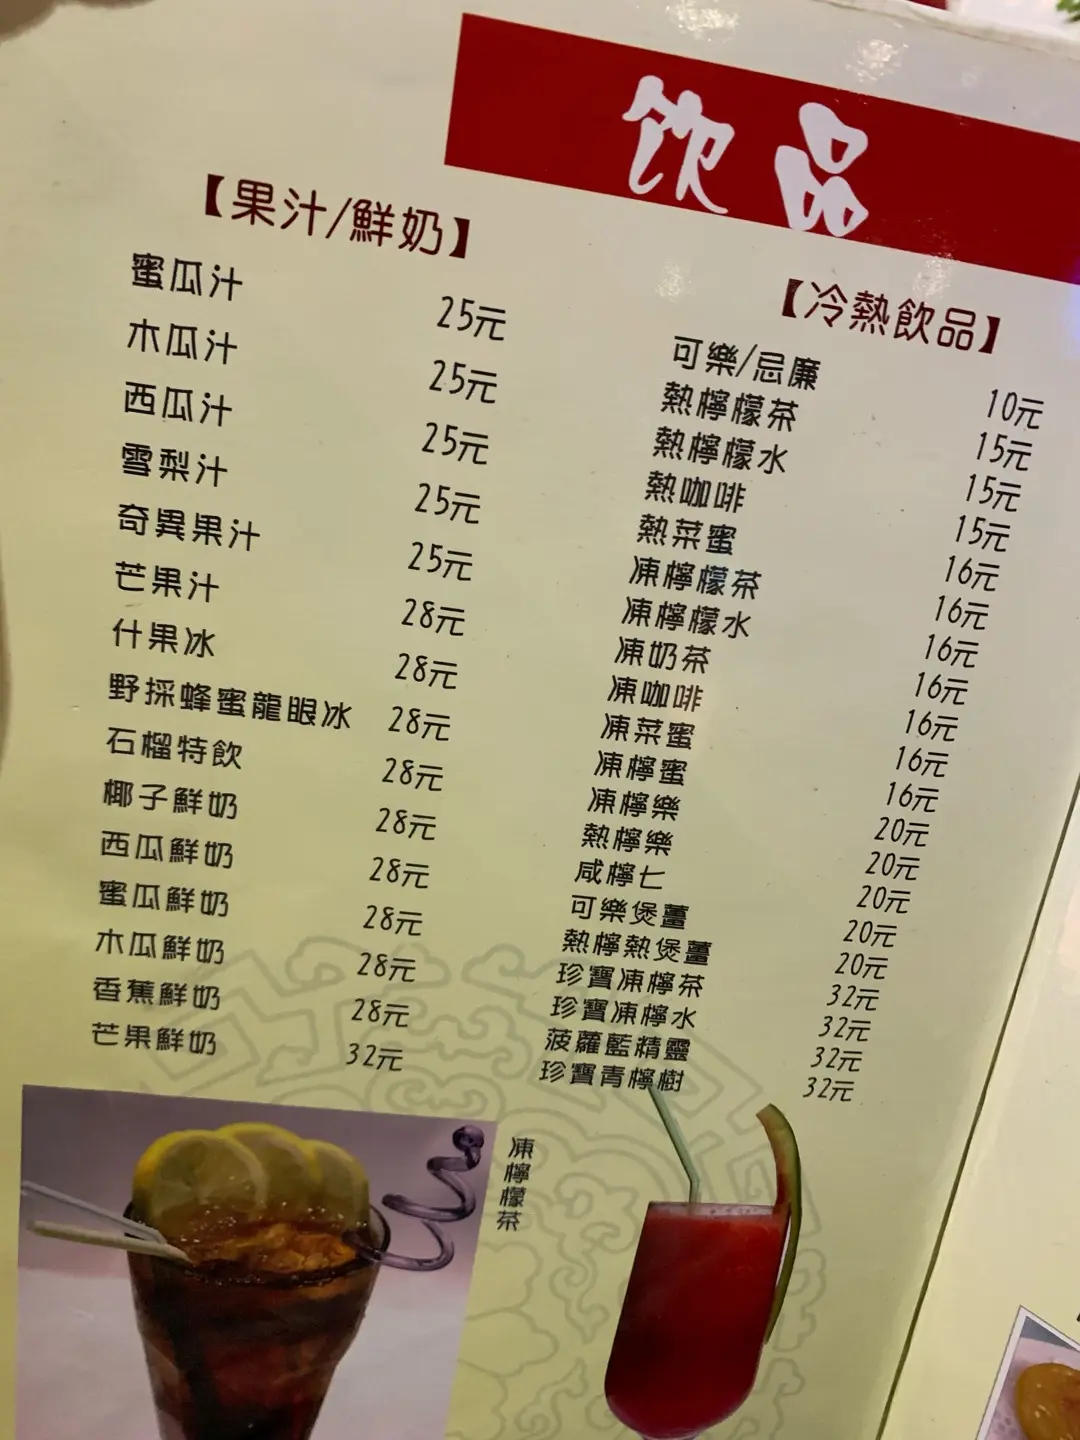 飲品
【果汁/鮮奶】
蜜瓜汁 25元
木瓜汁 25元
西瓜汁 25元
雪梨汁 25元
奇異果汁 25元
芒果汁 28元
什果冰 28元
野採蜂蜜龍眼冰 28元
石榴特飲 28元
椰子鮮奶 28元
西瓜鮮奶 28元
蜜瓜鮮奶 28元
木瓜鮮奶 28元
香蕉鮮奶 28元
芒果鮮奶 32元
【冷熱飲品】
可樂/忌廉 10元
熱檸檬茶 15元
熱檸檬水 15元
熱咖啡 15元
熱菜蜜 16元
凍檸檬茶 16元
凍檸檬水 16元
凍奶茶 16元
凍咖啡 16元
凍菜蜜 16元
凍檸蜜 16元
凍檸樂 20元
熱檸樂 20元
咸檸七 20元
可樂煲薑 20元
熱檸熱煲薑 20元
珍寶凍檸茶 32元
珍寶凍檸水 32元
菠蘿藍精靈 32元
珍寶青檸樹 32元
凍檸檬茶